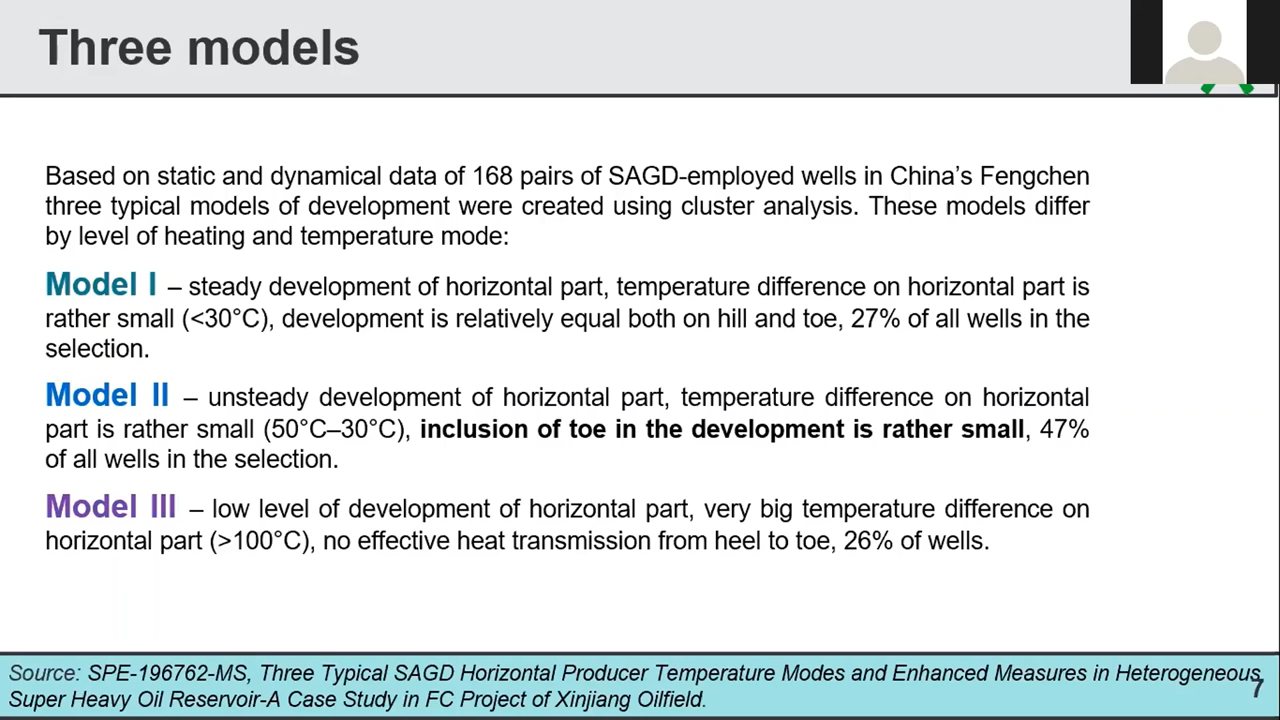 Three models
Based on static and dynamical data of 168 pairs of SAGD-employed wells in China’s Fengchen
three typical models of development were created using cluster analysis. These models differ
by level of heating and temperature mode:
Model I – steady development of horizontal part, temperature difference on horizontal part is
rather small (<30°C), development is relatively equal both on hill and toe, 27% of all wells in the
selection.
Model II – unsteady development of horizontal part, temperature difference on horizontal
part is rather small (50°C–30°C), inclusion of toe in the development is rather small, 47%
of all wells in the selection.
Model III – low level of development of horizontal part, very big temperature difference on
horizontal part (>100°C), no effective heat transmission from heel to toe, 26% of wells.
Source: SPE-196762-MS, Three Typical SAGD Horizontal Producer Temperature Modes and Enhanced Measures in Heterogeneous
Super Heavy Oil Reservoir-A Case Study in FC Project of Xinjiang Oilfield.
7